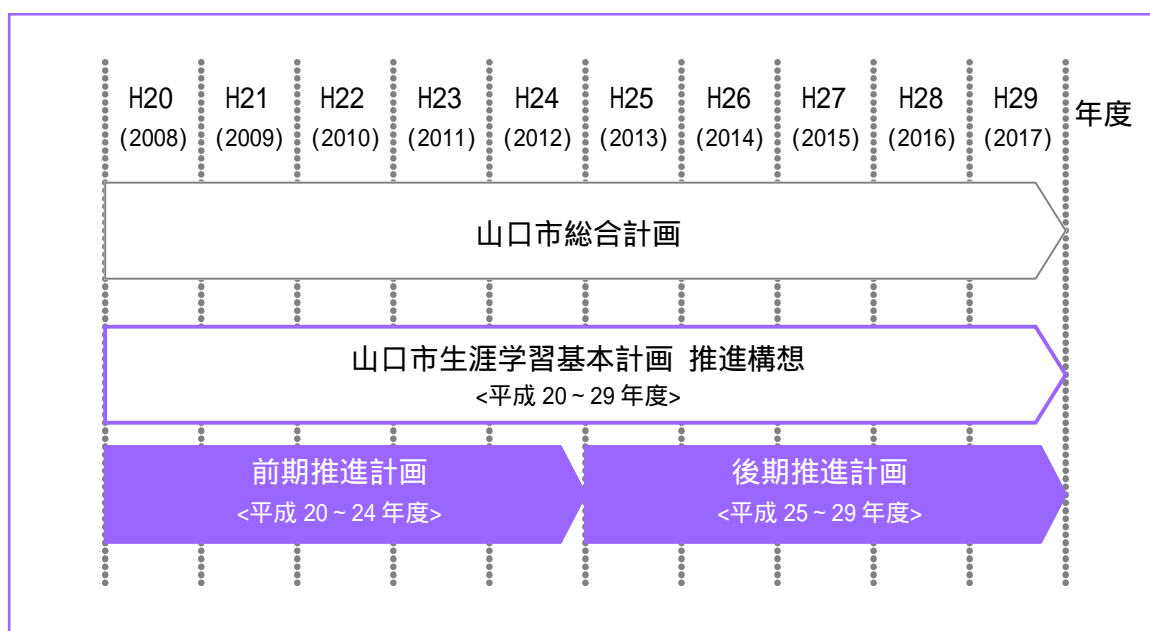 H20 H21 H22 H23 H24 H25 H26 H27 H28 H29
年度
(2008) (2009) (2010) (2011) (2012) (2013) (2014) (2015) (2016) (2017)
山口市総合計画
山口市生涯学習基本計画 推進構想
<平成 20~29 年度>
前期推進計画
<平成 20~24 年度>
後期推進計画
<平成 25~29 年度>